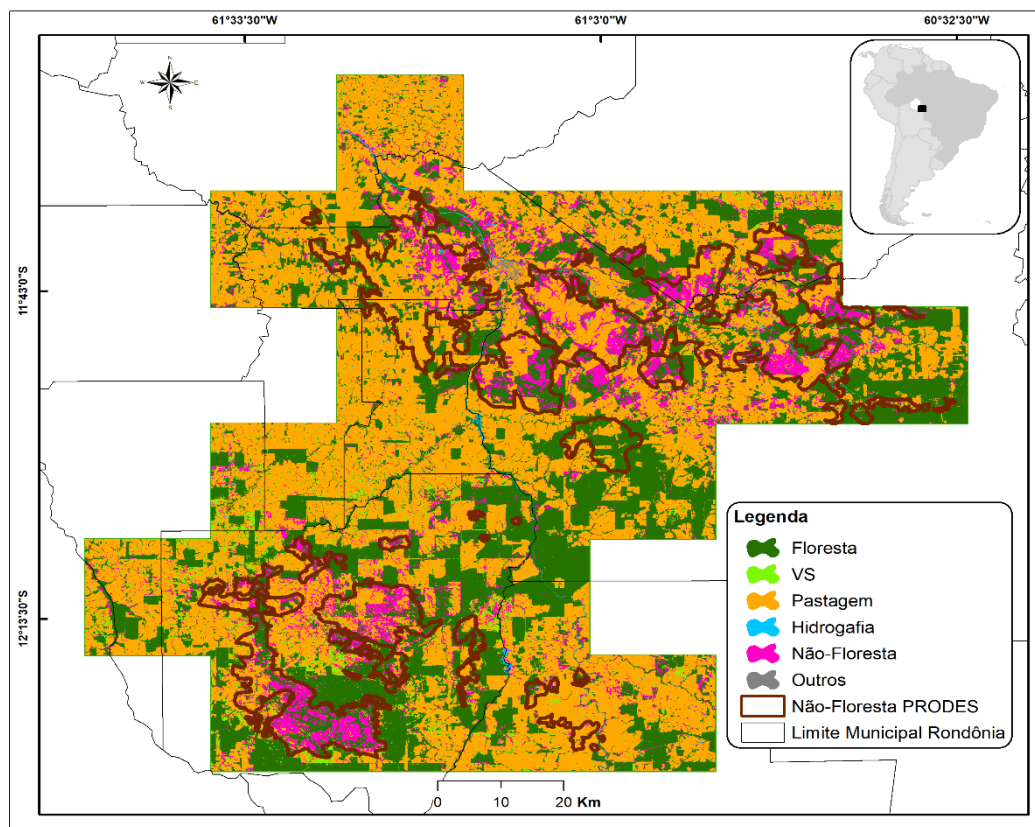 61°33'30"W 61°3'0"W 60°32'30"W
N
W E
S
11°43'0"S
12°13'30"S
Legenda
Floresta
VS
Pastagem
Hidrogafia
Não-Floresta
Outros
Não-Floresta PRODES
Limite Municipal Rondônia
0 10 20 Km